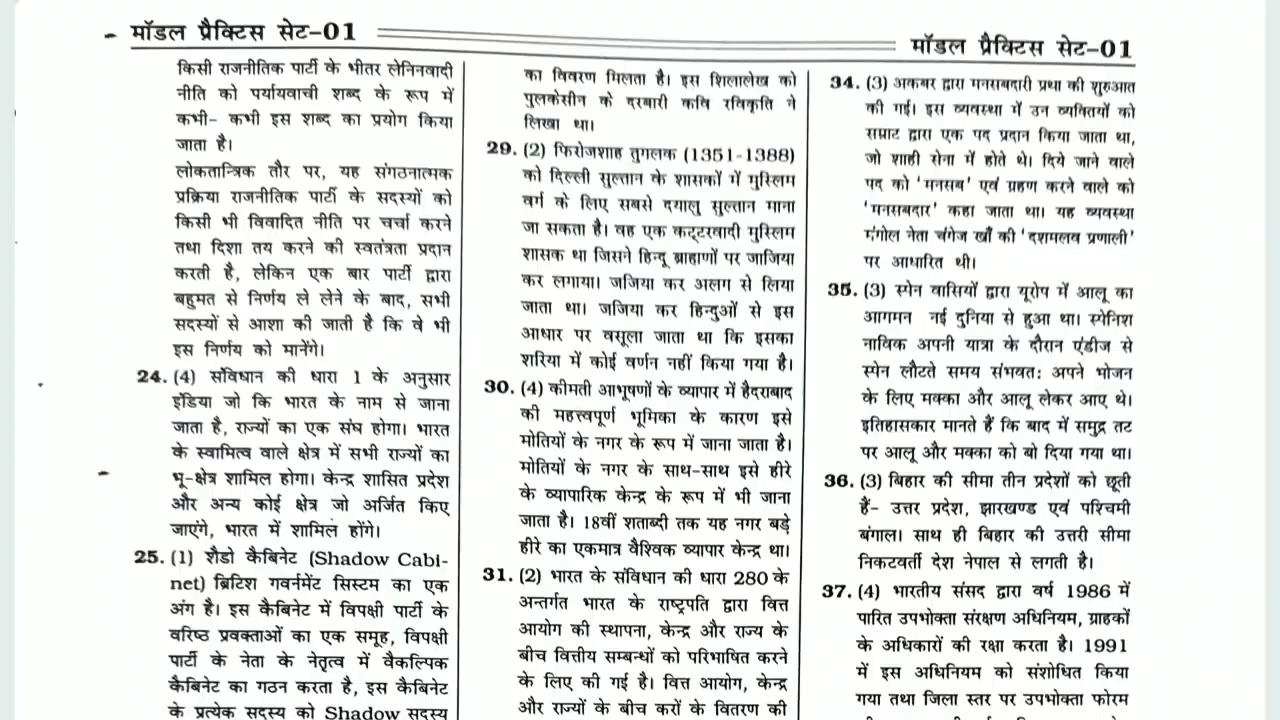 मॉडल प्रैक्टिस सेट-01
मॉडल प्रैक्टिस सेट-01
किसी राजनीतिक पार्टी के भीतर लेनिनवादी
नीति को पर्यायवाची शब्द के रूप में
कभी- कभी इस शब्द का प्रयोग किया
जाता है।
लोकतान्त्रिक तौर पर, यह संगठनात्मक
प्रक्रिया राजनीतिक पार्टी के सदस्यों को
किसी भी विवादित नीति पर चर्चा करने
तथा दिशा तय करने की स्वतंत्रता प्रदान
करती है, लेकिन एक बार पार्टी द्वारा
बहुमत से निर्णय ले लेने के बाद, सभी
सदस्यों से आशा की जाती है कि वे भी
इस निर्णय को मानेंगे।
24. (4) संविधान की धारा 1 के अनुसार
इंडिया जो कि भारत के नाम से जाना
जाता है, राज्यों का एक संघ होगा। भारत
के स्वामित्व वाले क्षेत्र में सभी राज्यों का
भू-क्षेत्र शामिल होगा। केन्द्र शासित प्रदेश
और अन्य कोई क्षेत्र जो अर्जित किए
जाएंगे, भारत में शामिल होंगे।
25. (1) शैडो कैबिनेट (Shadow Cabi-
net) ब्रिटिश गवर्नमेंट सिस्टम का एक
अंग है। इस कैबिनेट में विपक्षी पार्टी के
वरिष्ठ प्रवक्ताओं का एक समूह, विपक्षी
पार्टी के नेता के नेतृत्व में वैकल्पिक
कैबिनेट का गठन करता है, इस कैबिनेट
के प्रत्येक सदस्य को Shadow सदस्य
का विवरण मिलता है। इस शिलालेख को
पुलकेसीन के दरबारी कवि रविकृति ने
लिखा था।
29. (2) फिरोजशाह तुगलक (1351-1388)
को दिल्ली सुल्तान के शासकों में मुस्लिम
वर्ग के लिए सबसे दयालु सुल्तान माना
जा सकता है। वह एक कट्टरवादी मुस्लिम
शासक था जिसने हिन्दू ब्राहाणों पर जाजिया
कर लगाया। जजिया कर अलग से लिया
जाता था। जजिया कर हिन्दुओं से इस
आधार पर वसूला जाता था कि इसका
शरिया में कोई वर्णन नहीं किया गया है।
30. (4) कीमती आभूषणों के व्यापार में हैदराबाद
की महत्त्वपूर्ण भूमिका के कारण इसे
मोतियों के नगर के रूप में जाना जाता है।
मोतियों के नगर के साथ-साथ इसे हीरे
के व्यापारिक केन्द्र के रूप में भी जाना
जाता है। 18वीं शताब्दी तक यह नगर बड़े
हीरे का एकमात्र वैश्विक व्यापार केन्द्र था।
31. (2) भारत के संविधान की धारा 280 के
अन्तर्गत भारत के राष्ट्रपति द्वारा वित्त
आयोग की स्थापना, केन्द्र और राज्य के
बीच वित्तीय सम्बन्धों को परिभाषित करने
के लिए की गई है। वित्त आयोग, केन्द्र
और राज्यों के बीच करों के वितरण की
34. (3) अकबर द्वारा मनसबदारी प्रथा की शुरुआत
की गई। इस व्यवस्था में उन व्यक्तियों को
सम्राट द्वारा एक पद प्रदान किया जाता था,
जो शाही सेना में होते थे। दिये जाने वाले
पद को 'मनसब' एवं ग्रहण करने वाले को
'मनसबदार' कहा जाता था। यह व्यवस्था
मंगोल नेता चंगेज खाँ की 'दशमलव प्रणाली'
पर आधारित थी।
35. (3) स्पेन वासियों द्वारा यूरोप में आलू का
आगमन नई दुनिया से हुआ था। स्पेनिश
नाविक अपनी यात्रा के दौरान एंडीज से
स्पेन लौटते समय संभवत: अपने भोजन
के लिए मक्का और आलू लेकर आए थे।
इतिहासकार मानते हैं कि बाद में समुद्र तट
पर आलू और मक्का को बो दिया गया था।
36. (3) बिहार की सीमा तीन प्रदेशों को छूती
हैं- उत्तर प्रदेश, झारखण्ड एवं पश्चिमी
बंगाल। साथ ही बिहार की उत्तरी सीमा
निकटवर्ती देश नेपाल से लगती है।
37. (4) भारतीय संसद द्वारा वर्ष 1986 में
पारित उपभोक्ता संरक्षण अधिनियम, ग्राहकों
के अधिकारों की रक्षा करता है। 1991
में इस अधिनियम को संशोधित किया
गया तथा जिला स्तर पर उपभोक्ता फोरम